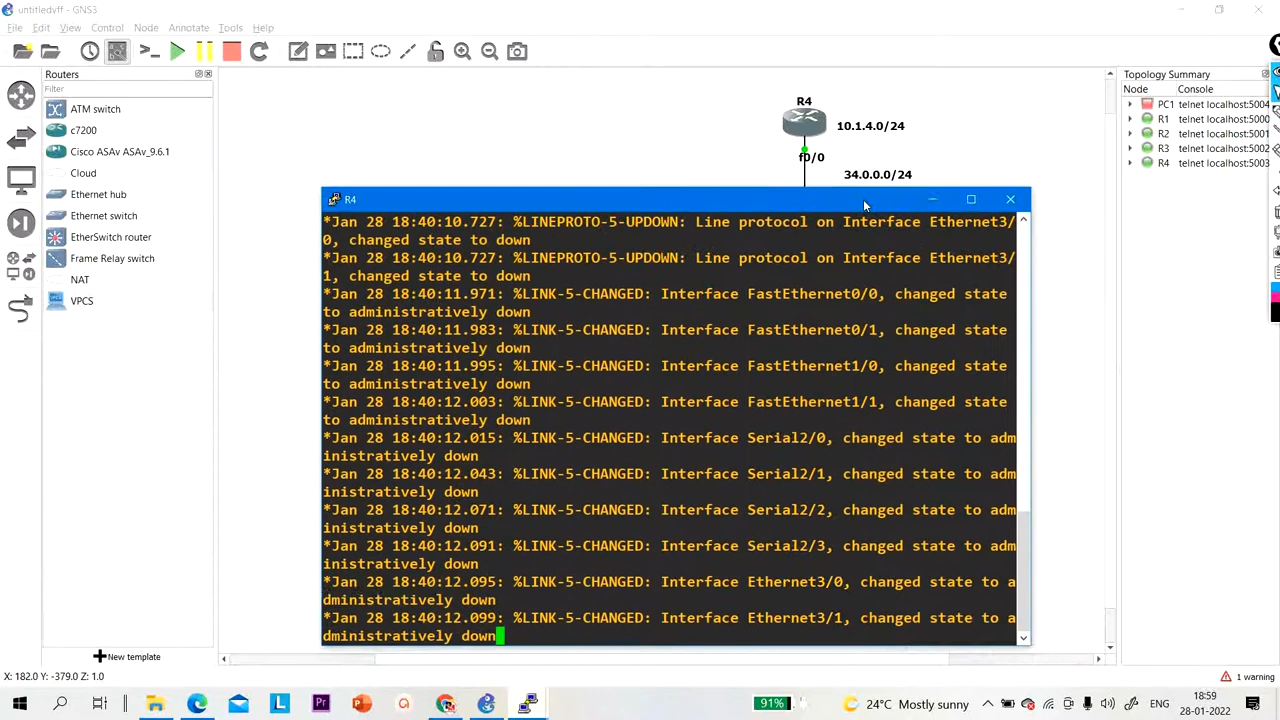 untitledvff - GNS3
File Edit View Control Node Annotate Tools Help
Routers
Filter
ATM switch
c7200
Cisco ASAv ASAv_9.6.1
Cloud
Ethernet hub
Ethernet switch
EtherSwitch router
Frame Relay switch
NAT
VPCS
New template
R4
10.1.4.0/24
f0/0
34.0.0.0/24
R4
*Jan 28 18:40:10.727: %LINEPROTO-5-UPDOWN: Line protocol on Interface Ethernet3/
0, changed state to down
*Jan 28 18:40:10.727: %LINEPROTO-5-UPDOWN: Line protocol on Interface Ethernet3/
1, changed state to down
*Jan 28 18:40:11.971: %LINK-5-CHANGED: Interface FastEthernet0/0, changed state
to administratively down
*Jan 28 18:40:11.983: %LINK-5-CHANGED: Interface FastEthernet0/1, changed state
to administratively down
*Jan 28 18:40:11.995: %LINK-5-CHANGED: Interface FastEthernet1/0, changed state
to administratively down
*Jan 28 18:40:12.003: %LINK-5-CHANGED: Interface FastEthernet1/1, changed state
to administratively down
*Jan 28 18:40:12.015: %LINK-5-CHANGED: Interface Serial2/0, changed state to adm
inistratively down
*Jan 28 18:40:12.043: %LINK-5-CHANGED: Interface Serial2/1, changed state to adm
inistratively down
*Jan 28 18:40:12.071: %LINK-5-CHANGED: Interface Serial2/2, changed state to adm
inistratively down
*Jan 28 18:40:12.091: %LINK-5-CHANGED: Interface Serial2/3, changed state to adm
inistratively down
*Jan 28 18:40:12.095: %LINK-5-CHANGED: Interface Ethernet3/0, changed state to a
dministratively down
*Jan 28 18:40:12.099: %LINK-5-CHANGED: Interface Ethernet3/1, changed state to a
dministratively down
Topology Summary
Node Console
PC1 telnet localhost:5004
R1 telnet localhost:5000
R2 telnet localhost:5001
R3 telnet localhost:5002
R4 telnet localhost:5003
X: 182.0 Y: -379.0 Z: 1.0
1 warning
91%
24°C Mostly sunny
ENG
18:59
28-01-2022